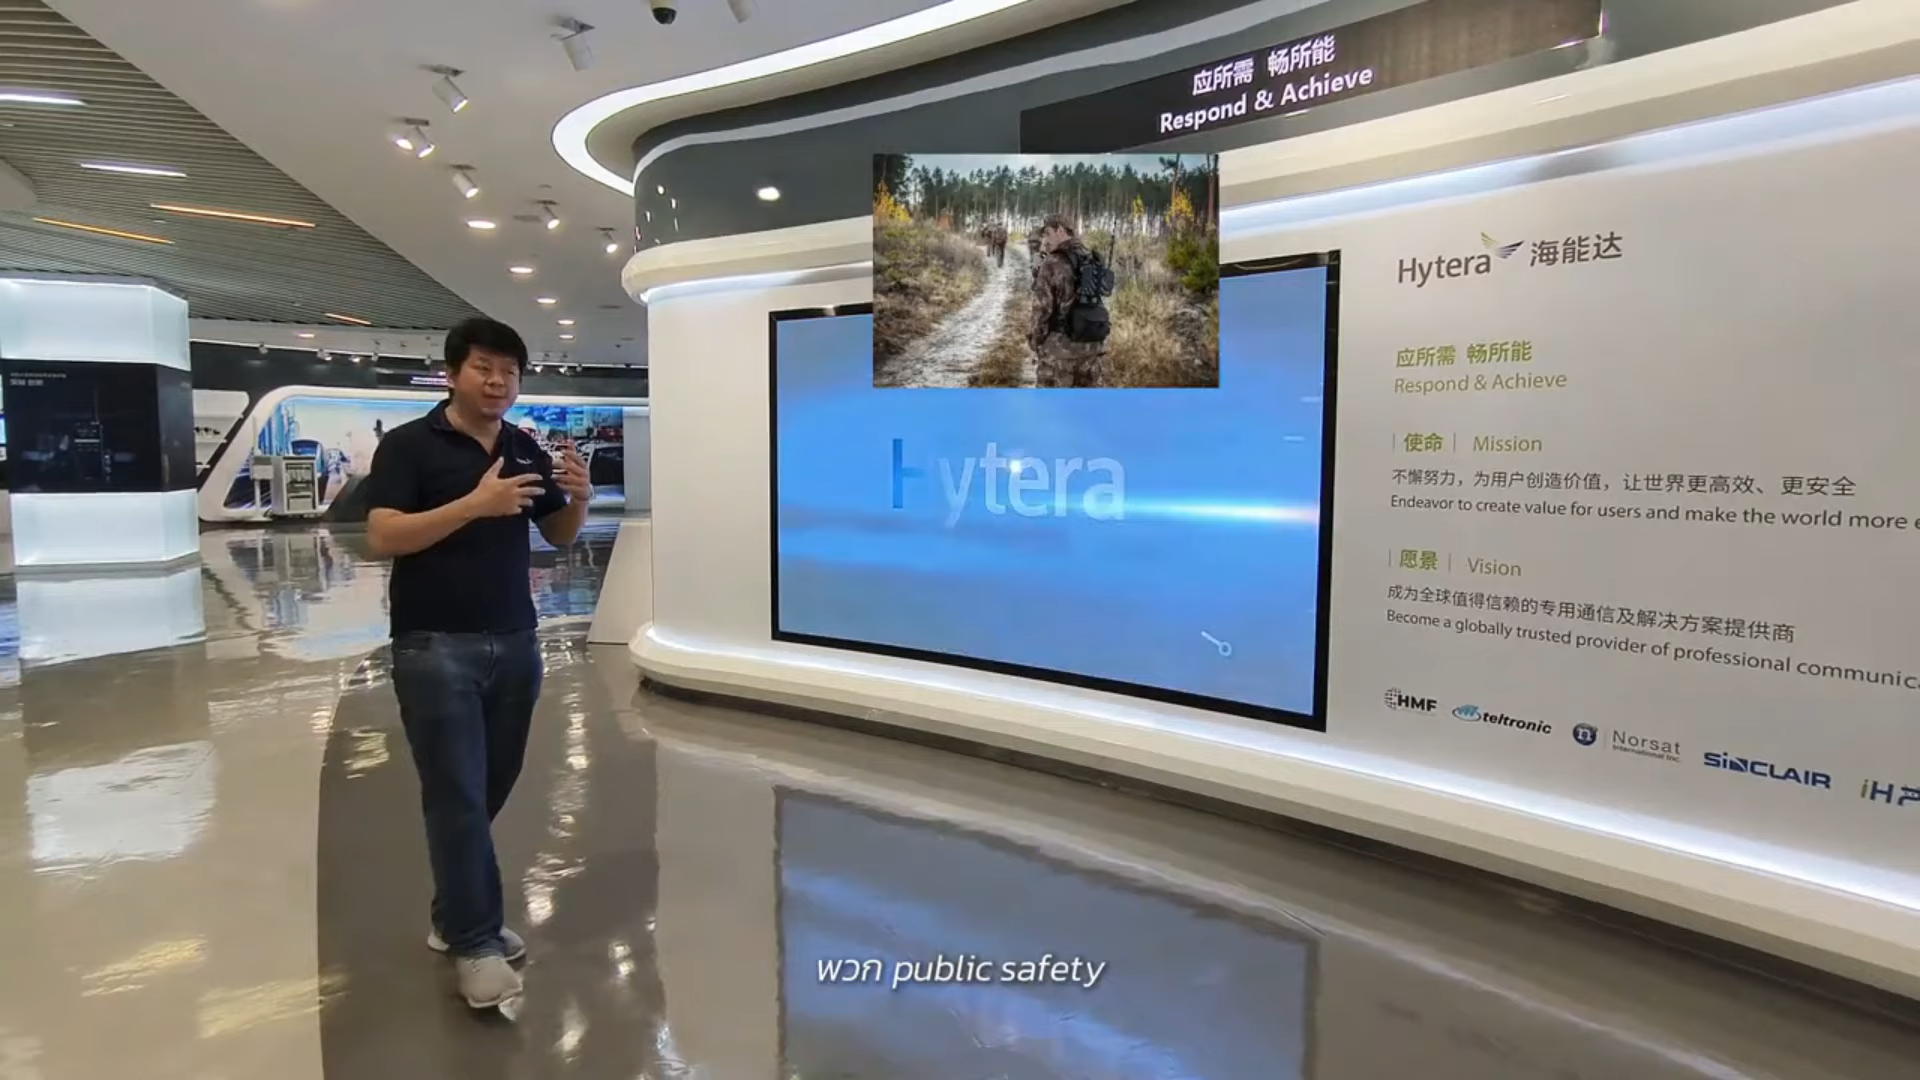 应所需 畅所能
Respond & Achieve
Hytera 海能达
应所需 畅所能
Respond & Achieve
Hytera
使命 | Mission
不懈努力，为用户创造价值，让世界更高效、更安全
Endeavor to create value for users and make the world more
愿景 | Vision
成为全球值得信赖的专用通信及解决方案提供商
Become a globally trusted provider of professional
HMF
teltronic
n Norsat
International Inc.
SINCLAIR
พวก public safety